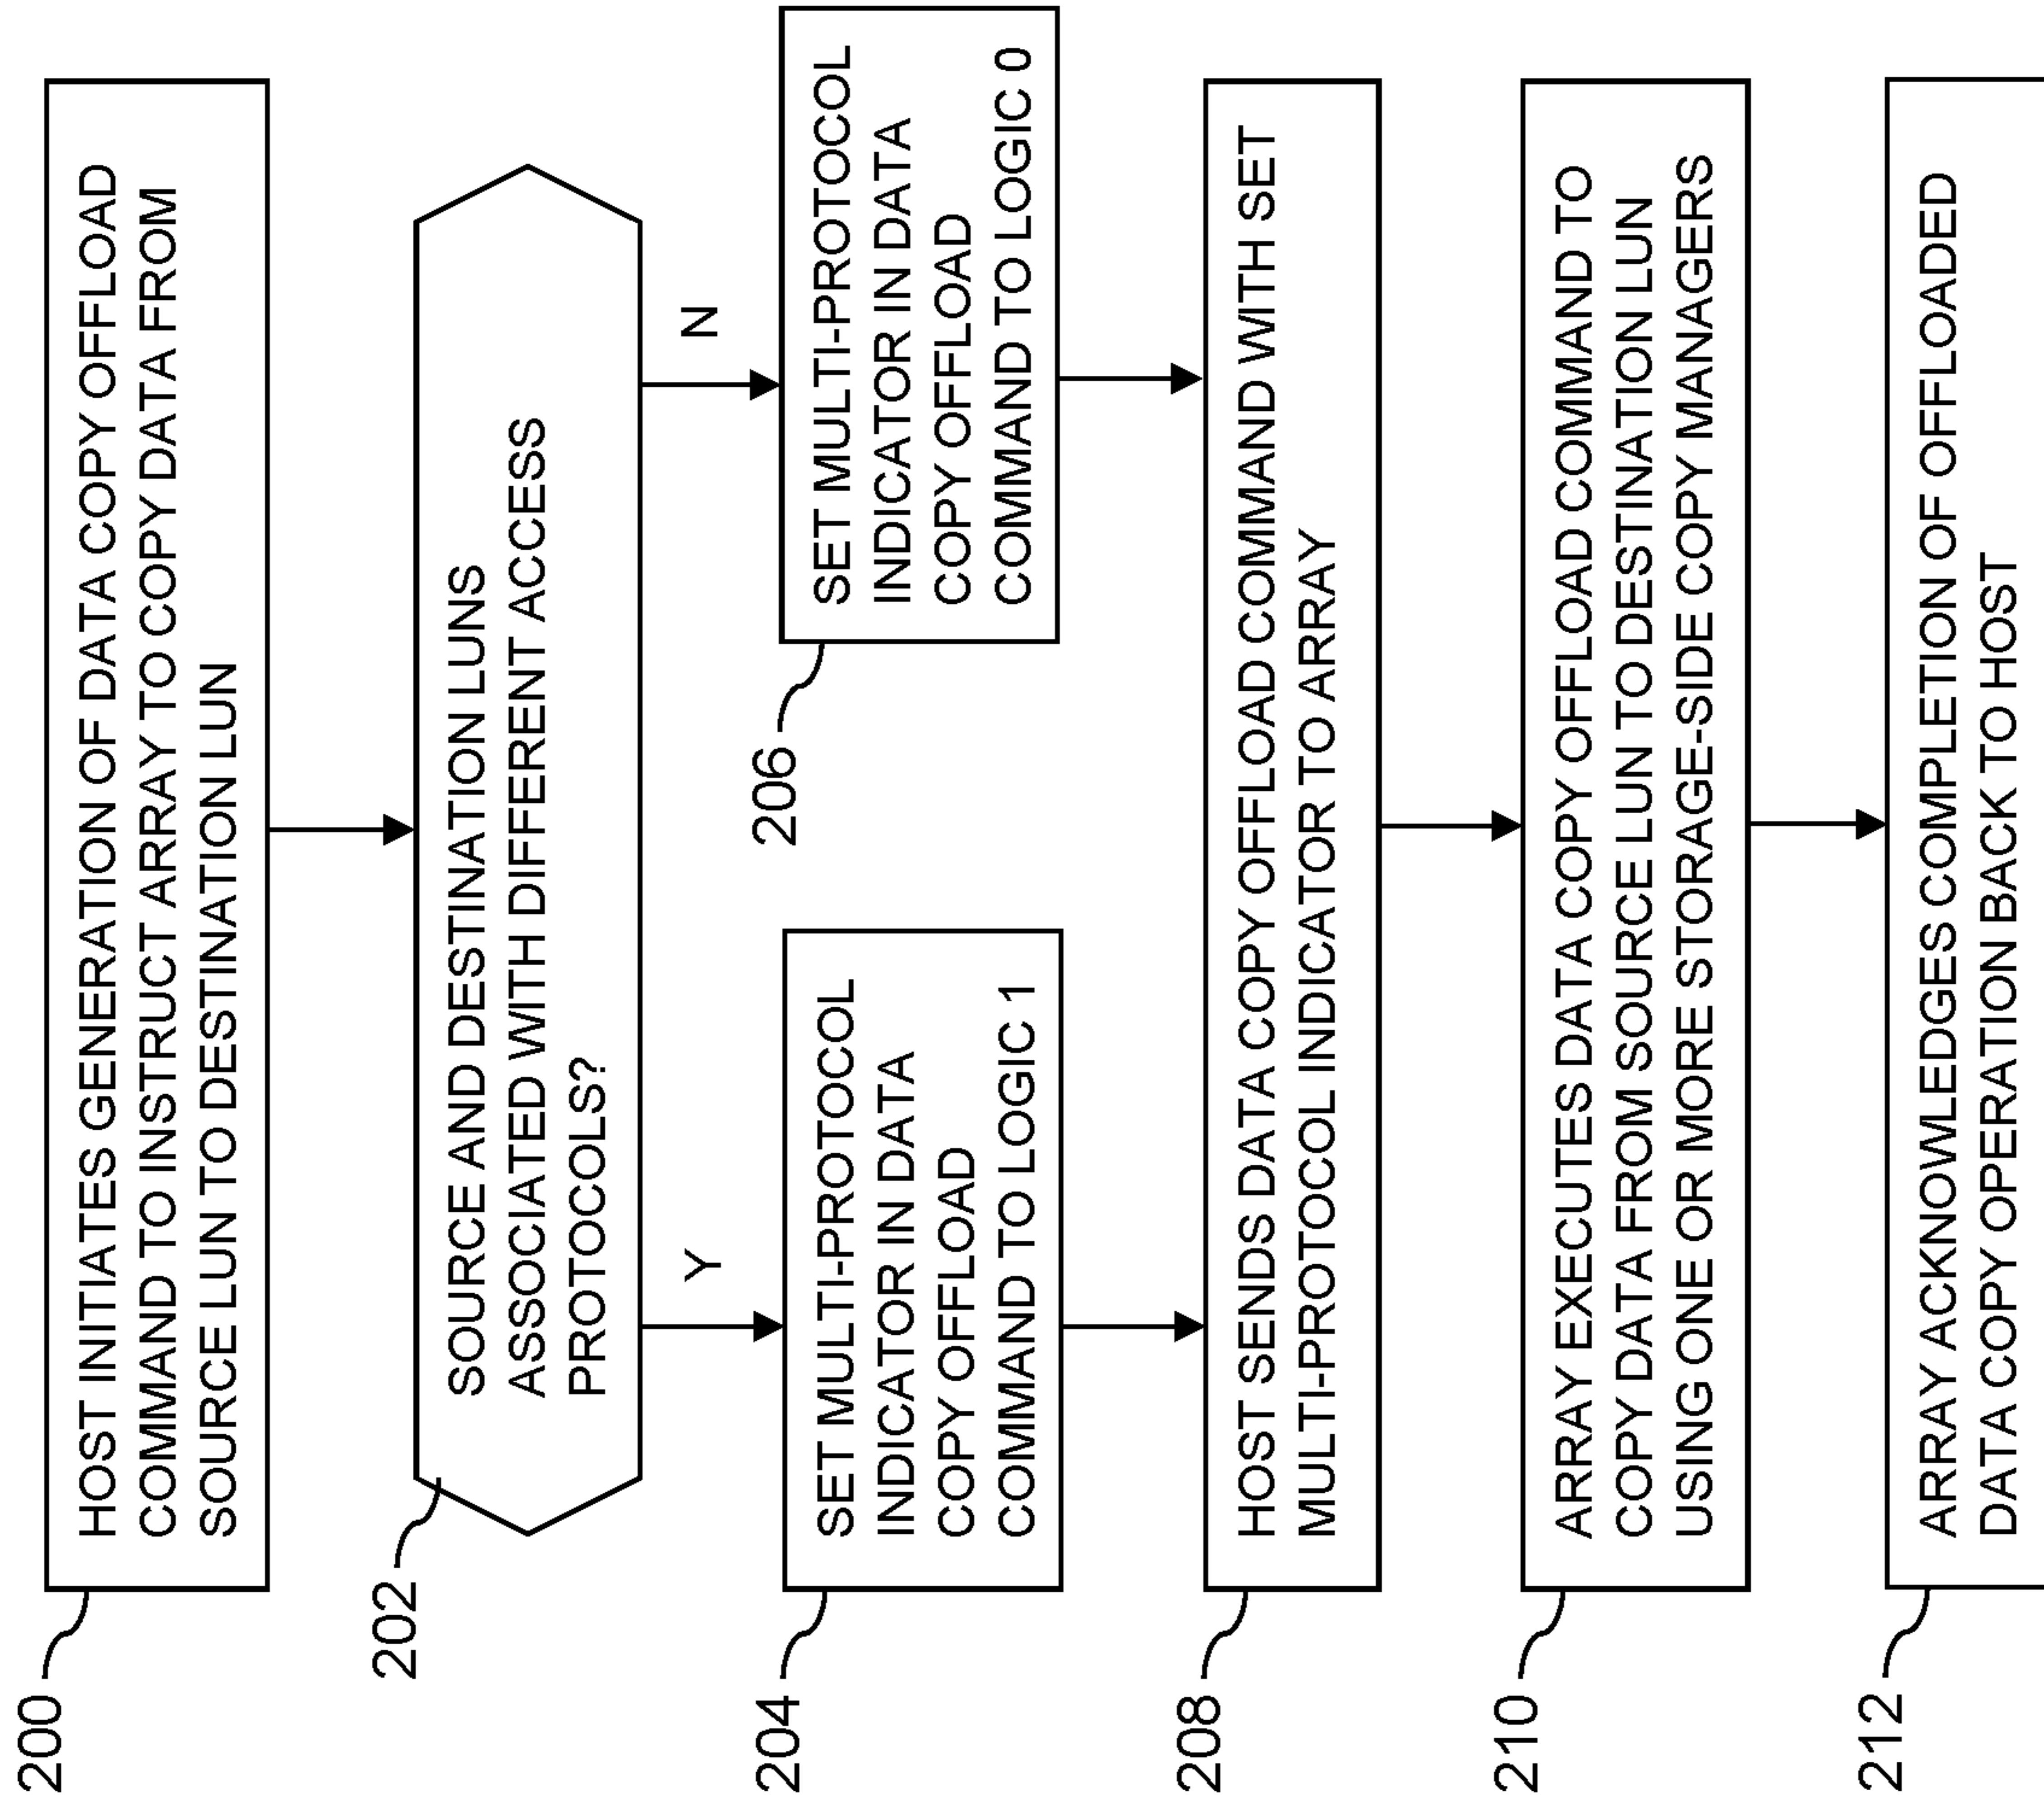 200
HOST INITIATES GENERATION OF DATA COPY OFFLOAD
COMMAND TO INSTRUCT ARRAY TO COPY DATA FROM
SOURCE LUN TO DESTINATION LUN
202
SOURCE AND DESTINATION LUNS
ASSOCIATED WITH DIFFERENT ACCESS
PROTOCOLS?
Y
N
204
SET MULTI-PROTOCOL
INDICATOR IN DATA
COPY OFFLOAD
COMMAND TO LOGIC 1
206
SET MULTI-PROTOCOL
INDICATOR IN DATA
COPY OFFLOAD
COMMAND TO LOGIC 0
208
HOST SENDS DATA COPY OFFLOAD COMMAND WITH SET
MULTI-PROTOCOL INDICATOR TO ARRAY
210
ARRAY EXECUTES DATA COPY OFFLOAD COMMAND TO
COPY DATA FROM SOURCE LUN TO DESTINATION LUN
USING ONE OR MORE STORAGE-SIDE COPY MANAGERS
212
ARRAY ACKNOWLEDGES COMPLETION OF OFFLOADED
DATA COPY OPERATION BACK TO HOST